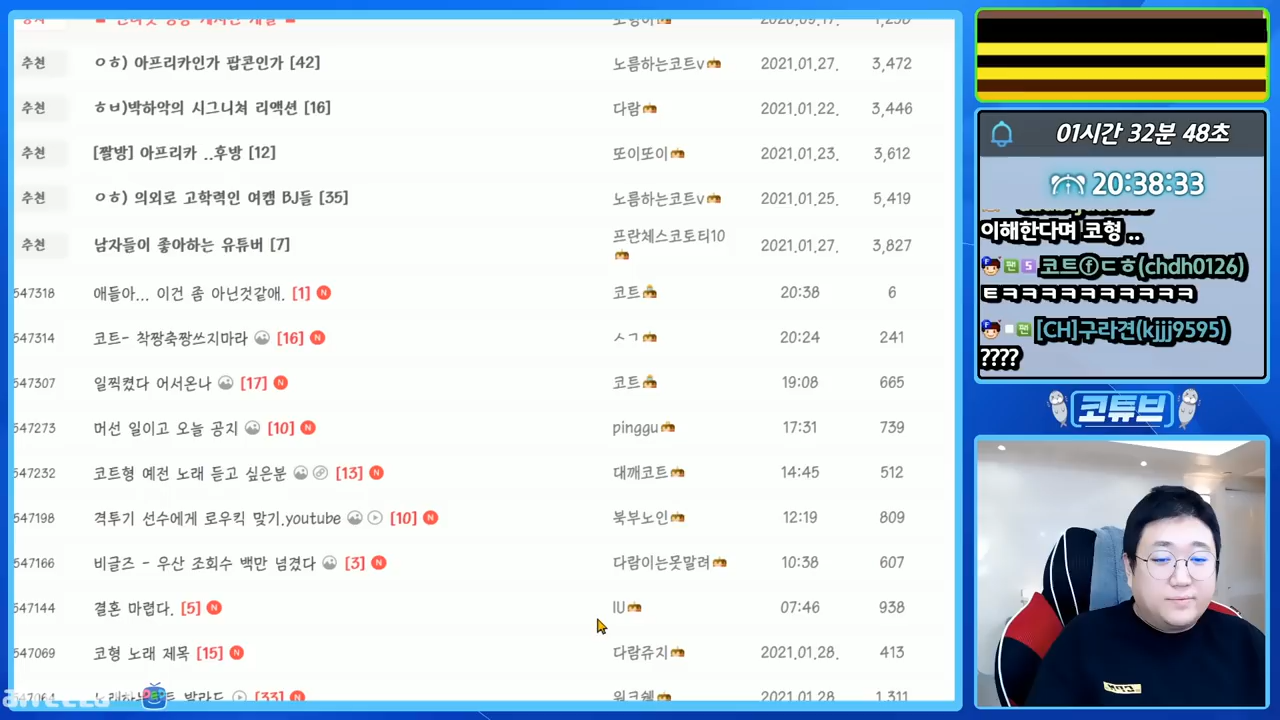 추천 ㅇㅎ) 아프리카인가 팝콘인가 [42] 노름하는코트v 2021.01.27. 3,472
추천 ㅎㅂ)박하악의 시그니쳐 리액션 [16] 다람 2021.01.22. 3,446
추천 [짤방] 아프리카 ..후방 [12] 또이또이 2021.01.23. 3,612
추천 ㅇㅎ) 의외로 고학력인 여캠 BJ들 [35] 노름하는코트v 2021.01.25. 5,419
추천 남자들이 좋아하는 유튜버 [7] 프란체스코토티10 2021.01.27. 3,827
547318 애들아... 이건 좀 아닌것같애. [1] N 코트 20:38 6
547314 코트- 착짱축짱쓰지마라 [16] N ㅅㄱ 20:24 241
547307 일찍켰다 어서온나 [17] N 코트 19:08 665
547273 머선 일이고 오늘 공지 [10] N pinggu 17:31 739
547232 코트형 예전 노래 듣고 싶은분 [13] N 대깨코트 14:45 512
547198 격투기 선수에게 로우킥 맞기.youtube [10] N 북부노인 12:19 809
547166 비글즈 - 우산 조회수 백만 넘겼다 [3] N 다람이는못말려 10:38 607
547144 결혼 마렵다. [5] N IU 07:46 938
547069 코형 노래 제목 [15] N 다람쥬지 2021.01.28. 413
[33] N 2021.01.28 1,311
01시간 32분 48초
20:38:33
이해한다며 코형 ..
F 팬 S 코트ⓕㄷㅎ(chdh0126)
ㅌㅋㅋㅋㅋㅋㅋㅋㅋㅋㅋ
F 팬 [CH]구라견(kjjj9595)
????
코튜브